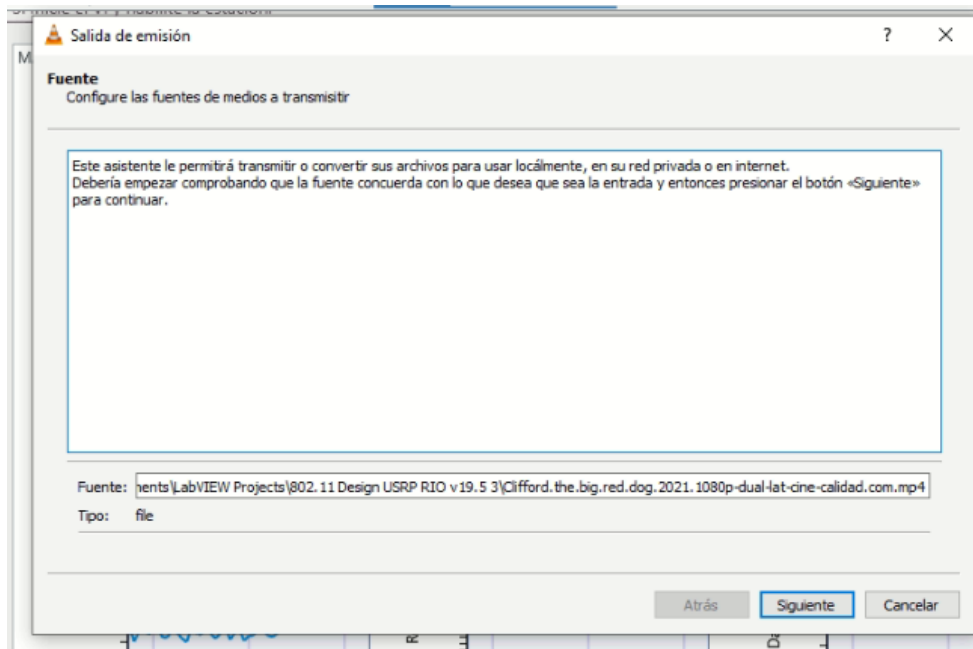 Salida de emisión
?
Fuente
Configure las fuentes de medios a transmisitir
Este asistente le permitirá transmitir o convertir sus archivos para usar locálmente, en su red privada o en internet.
Debería empezar comprobando que la fuente concuerda con lo que desea que sea la entrada y entonces presionar el botón «Siguiente»
para continuar.
Fuente: nents\LabVIEW Projects\802.11 Design USRP RIO v19.5 3\Clifford.the.big.red.dog.2021.1080p-dual-lat-cine-calidad.com.mp4
Tipo: file
Atrás Siguiente Cancelar